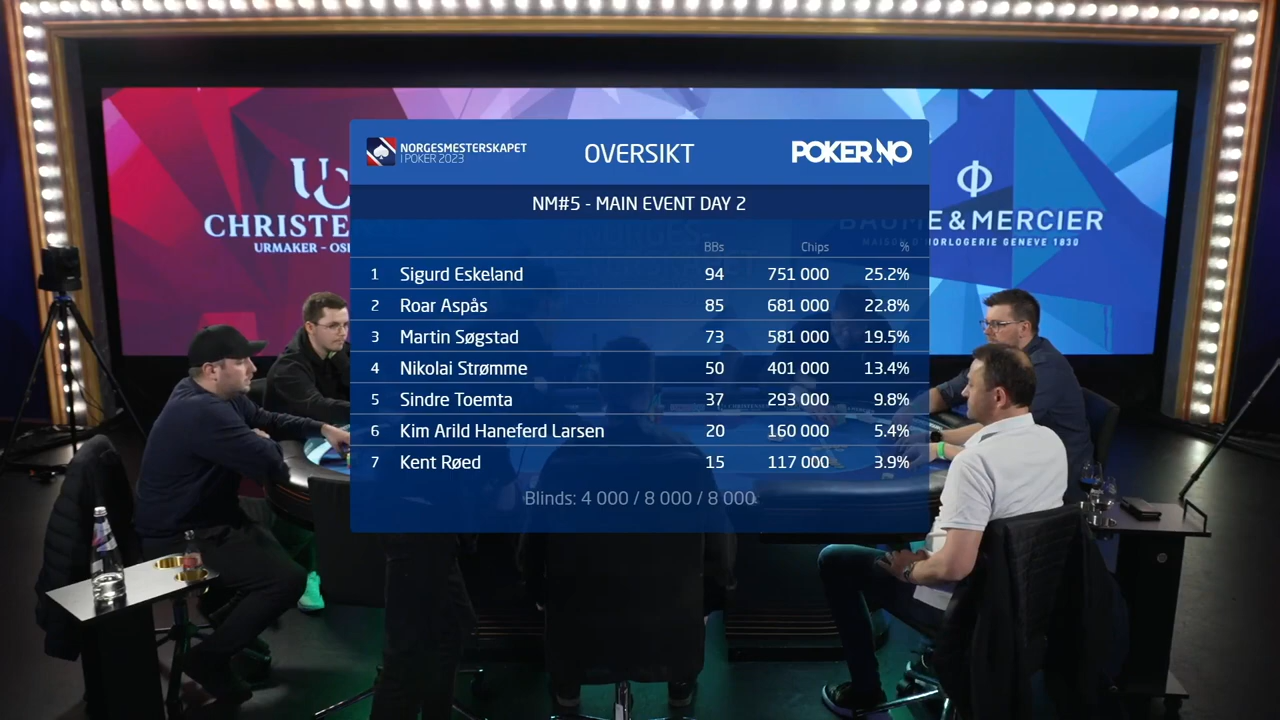 NORGESMESTERSKAPET
I POKER 2023
OVERSIKT
POKER.NO
NM#5 - MAIN EVENT DAY 2
BBs Chips %
1 Sigurd Eskeland 94 751 000 25.2%
2 Roar Aspås 85 681 000 22.8%
3 Martin Søgstad 73 581 000 19.5%
4 Nikolai Strømme 50 401 000 13.4%
5 Sindre Toemta 37 293 000 9.8%
6 Kim Arild Haneferd Larsen 20 160 000 5.4%
7 Kent Røed 15 117 000 3.9%
Blinds: 4 000 / 8 000 / 8 000
UC
CHRISTEN
URMAKER - OSL
BAUME & MERCIER
MAISON D'HORLOGERIE GENEVE 1830